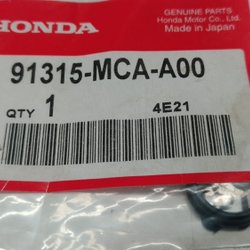 HONDA
GENUINE PARTS
Honda Motor Co., Ltd.
Made in Japan
91315-MCA-A00
QTY 1
4E21